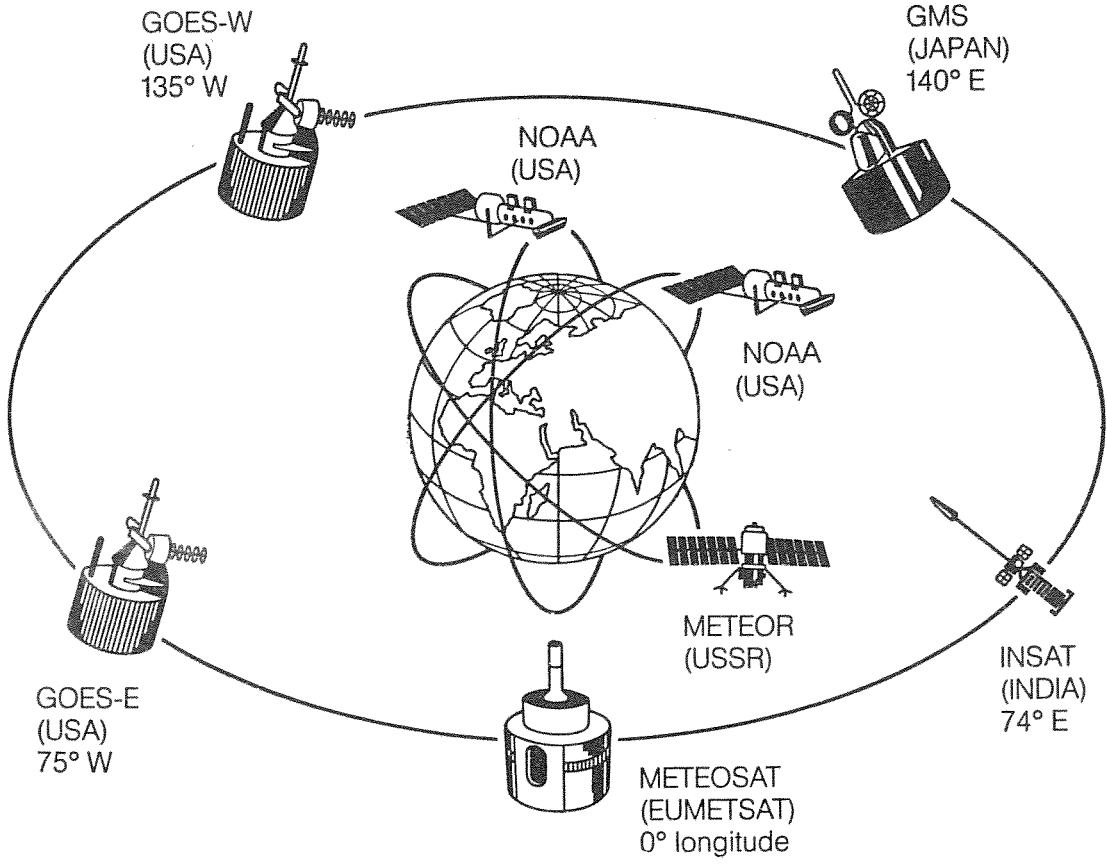 GOES-W
(USA)
135° W
GMS
(JAPAN)
140° E
NOAA
(USA)
NOAA
(USA)
METEOR
(USSR)
INSAT
(INDIA)
74° E
GOES-E
(USA)
75° W
METEOSAT
(EUMETSAT)
0° longitude